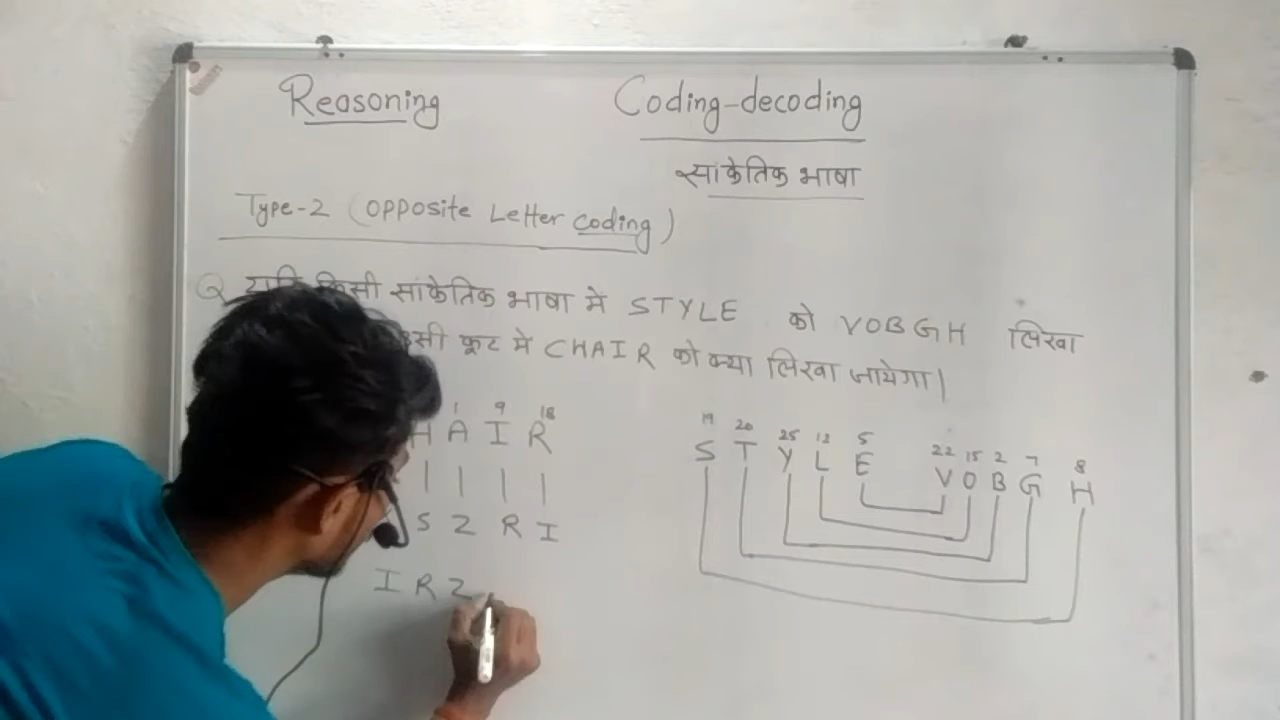 Reasoning
Coding-decoding
सांकेतिक भाषा
Type-2 (Opposite Letter Coding)
Q किसी सांकेतिक भाषा मे STYLE को VOBGH लिखा
कूट मे CHAIR को क्या लिखा जायेगा।
1 9 18
H A I R
S Z R I
I R Z
19 20 25 12 5 22 15 2 7 8
S T Y L E V O B G H